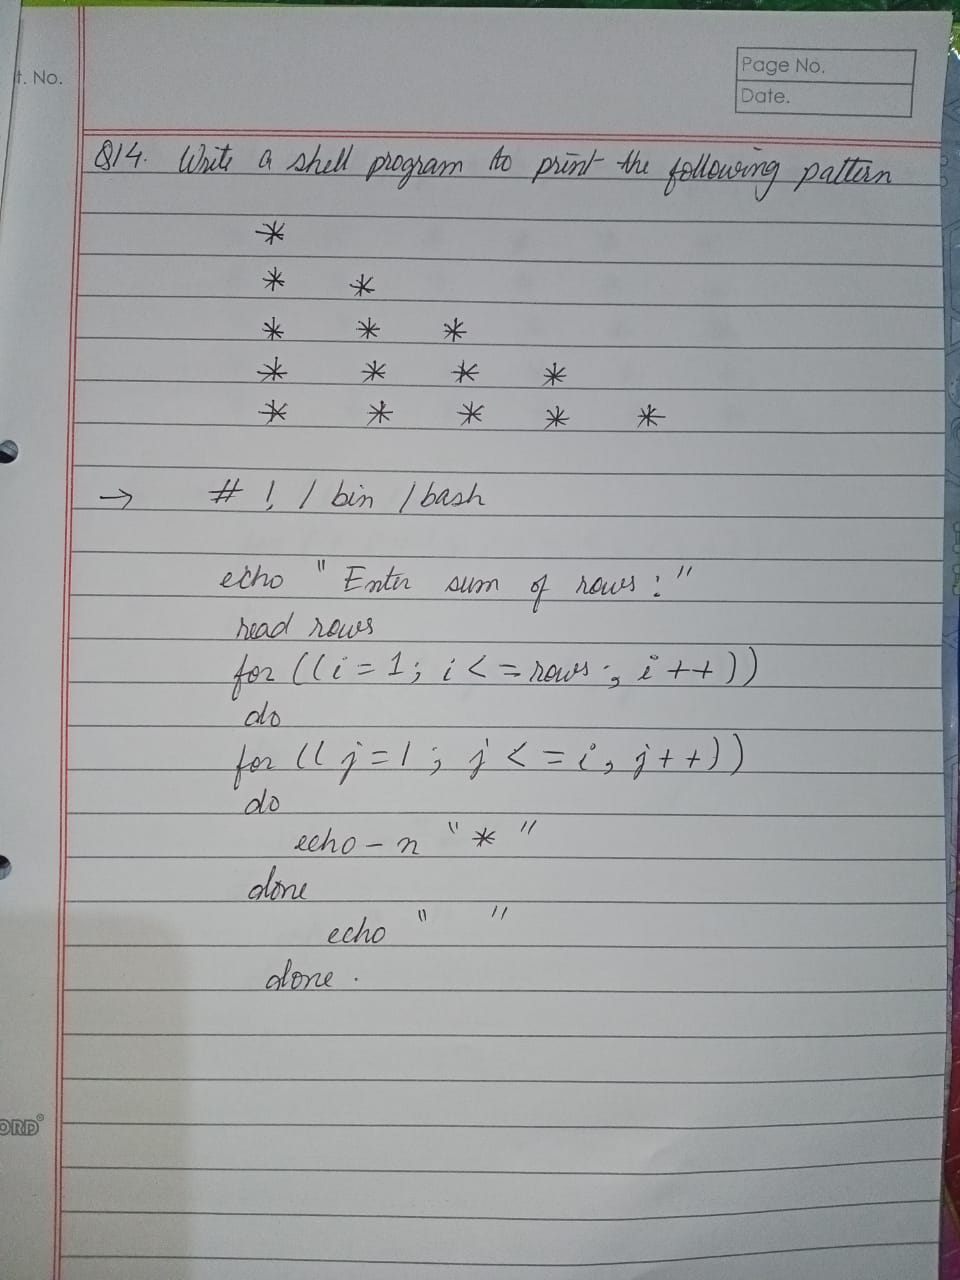 t. No.
Page No.
Date.
Q14. Write a shell program to print the following pattern
*
* *
* * *
* * * *
* * * * *
→ # ! / bin / bash
echo " Enter sum of rows : "
read rows
for ((i = 1 ; i < = rows ; i + + ))
do
for (( j = 1 ; j < = i , j + + ))
do
echo - n " * "
done
echo " "
done .
ORD